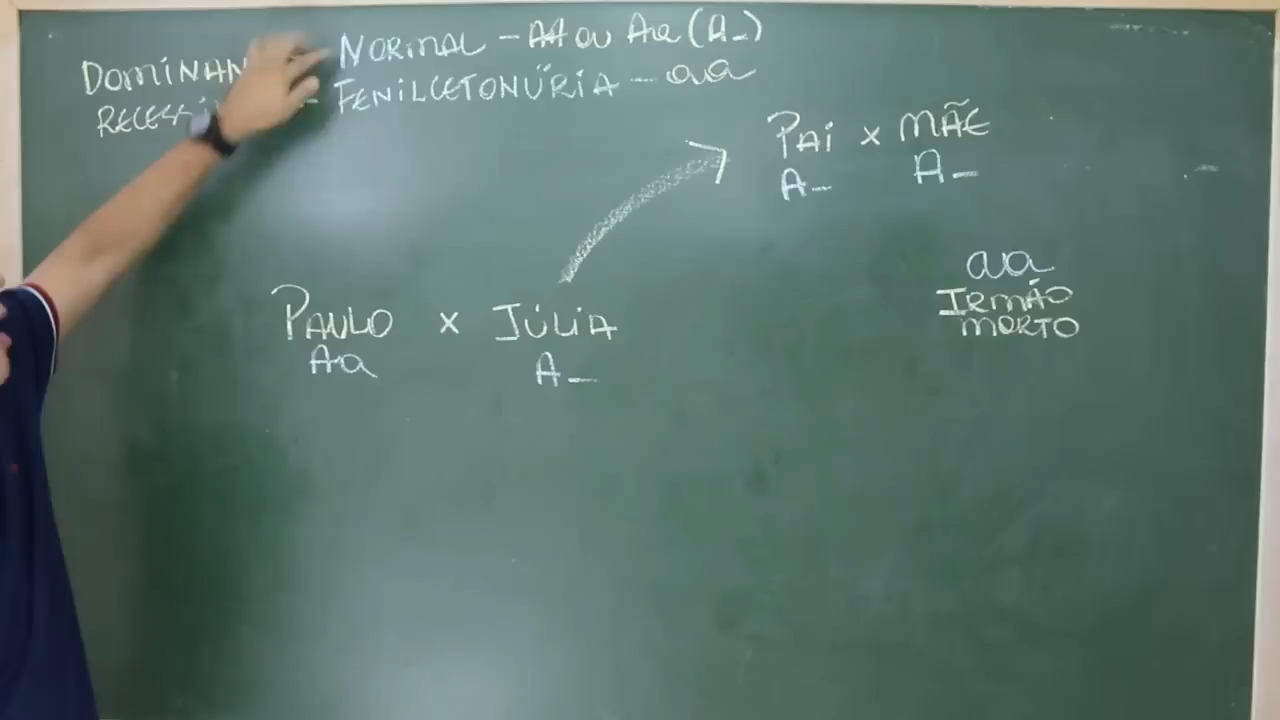 NORMAL - AA OU Aa (A_)
FENILCETONÚRIA - aa
PAI x MÃE
A_ A_
aa
IRMÃO
MORTO
PAULO x JÚLIA
Aa A_